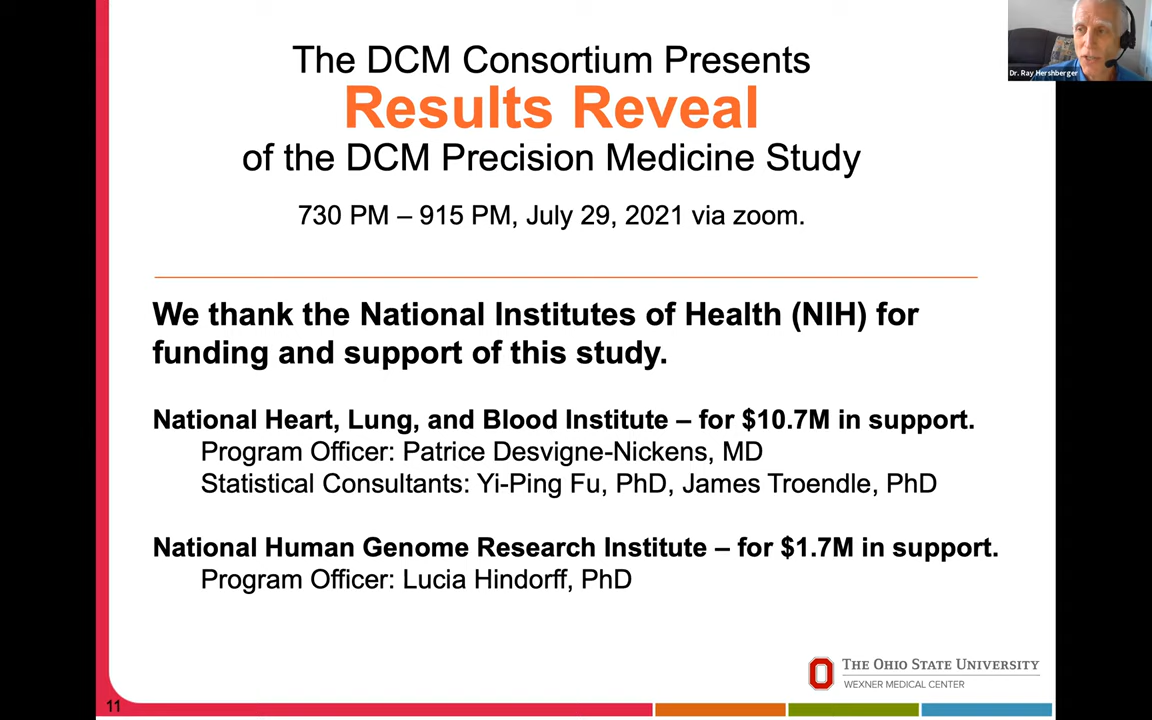 The DCM Consortium Presents
Results Reveal
of the DCM Precision Medicine Study
730 PM – 915 PM, July 29, 2021 via zoom.
Dr. Ray Hershberger
We thank the National Institutes of Health (NIH) for
funding and support of this study.
National Heart, Lung, and Blood Institute – for $10.7M in support.
Program Officer: Patrice Desvigne-Nickens, MD
Statistical Consultants: Yi-Ping Fu, PhD, James Troendle, PhD
National Human Genome Research Institute – for $1.7M in support.
Program Officer: Lucia Hindorff, PhD
THE OHIO STATE UNIVERSITY
WEXNER MEDICAL CENTER
11